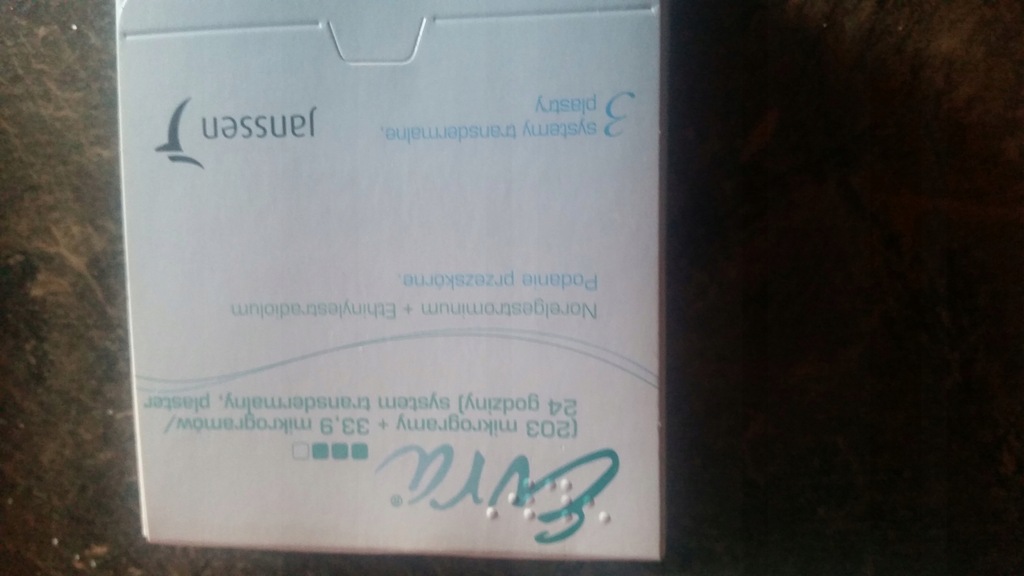 Evra®
(203 mikrogramy + 33,9 mikrogramów/
24 godziny) system transdermalny, plaster
Norelgestrominum + Ethinylestradiolum
Podanie przezskórne.
3 systemy transdermalne,
plastry
janssen